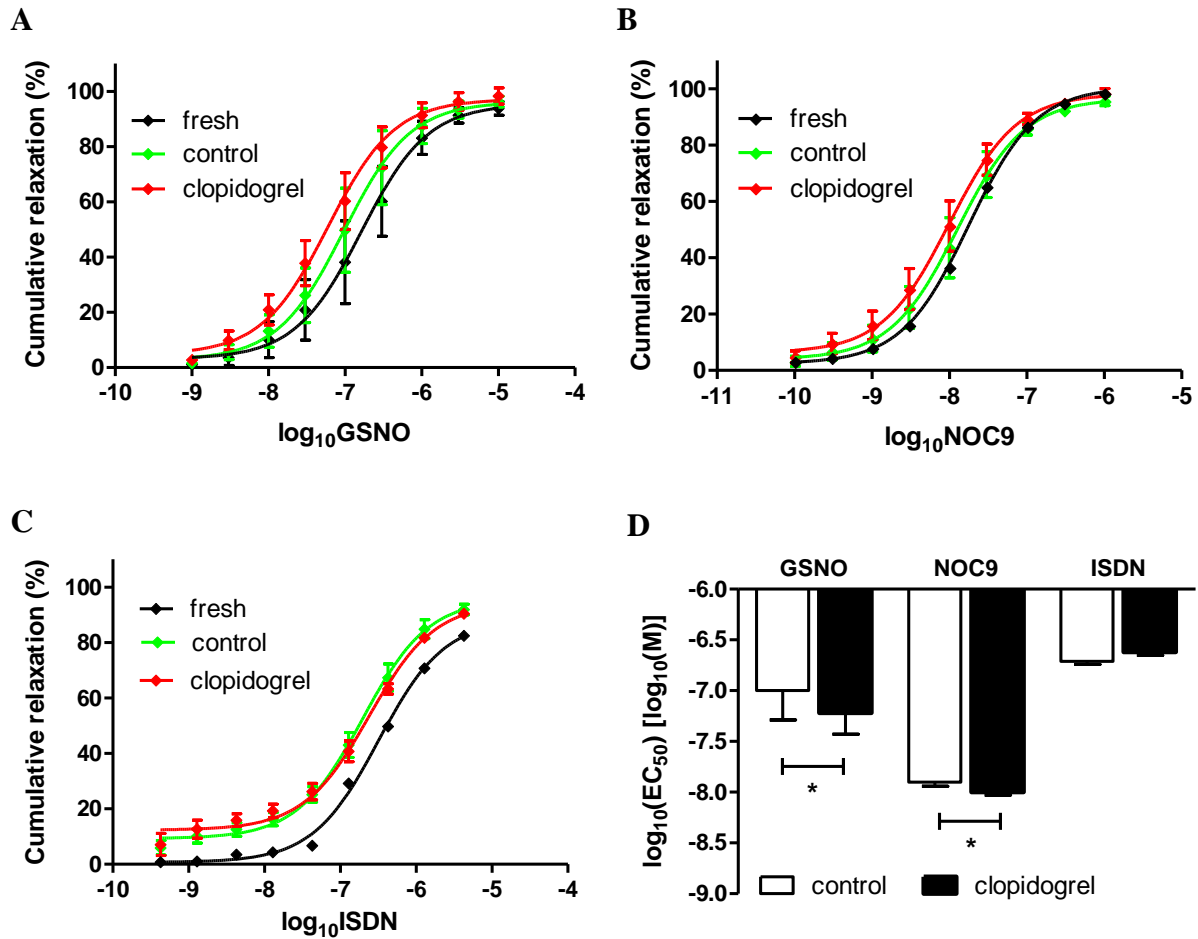 A
Cumulative relaxation (%)
100
80
60
40
20
0
fresh
control
clopidogrel
-10 -9 -8 -7 -6 -5 -4
log₁₀GSNO
B
Cumulative relaxation (%)
100
80
60
40
20
0
fresh
control
clopidogrel
-11 -10 -9 -8 -7 -6 -5
log₁₀NOC9
C
Cumulative relaxation (%)
100
80
60
40
20
0
fresh
control
clopidogrel
-10 -9 -8 -7 -6 -5 -4
log₁₀ISDN
D
GSNO NOC9 ISDN
log₁₀(EC₅₀) [log₁₀(M)]
-6.0
-6.5
-7.0
-7.5
-8.0
-8.5
-9.0
*
*
control clopidogrel